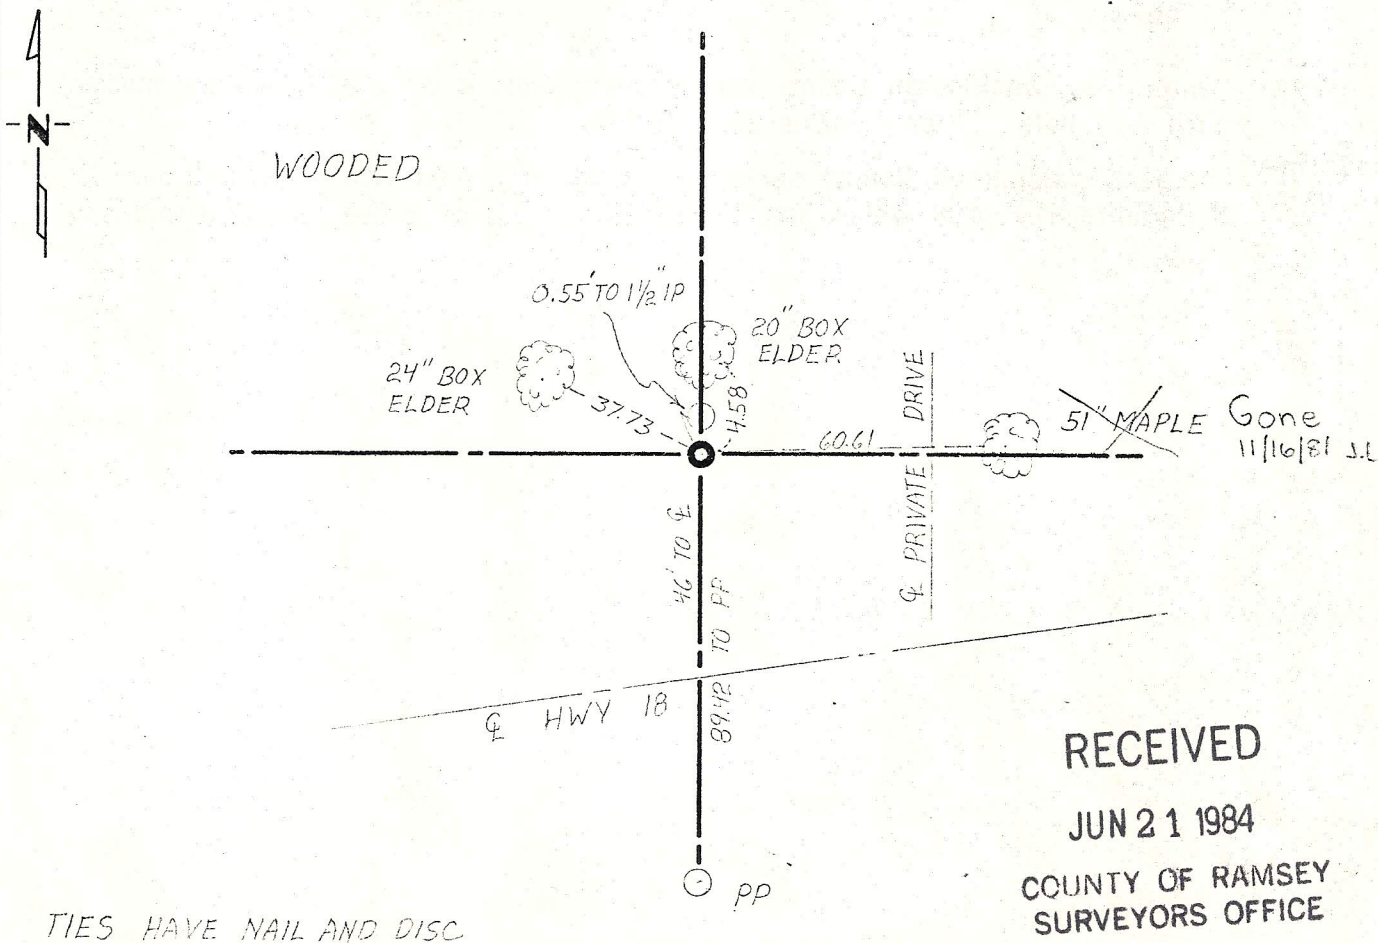 N
WOODED
0.55' TO 1½" IP
20" BOX
ELDER
24" BOX
ELDER
37.73
4.58
60.61
℄ PRIVATE DRIVE
51" MAPLE Gone
11/16/81 J.L
46' TO ℄
89.42 TO PP
℄ HWY 18
RECEIVED
JUN 21 1984
COUNTY OF RAMSEY
SURVEYORS OFFICE
PP
TIES HAVE NAIL AND DISC